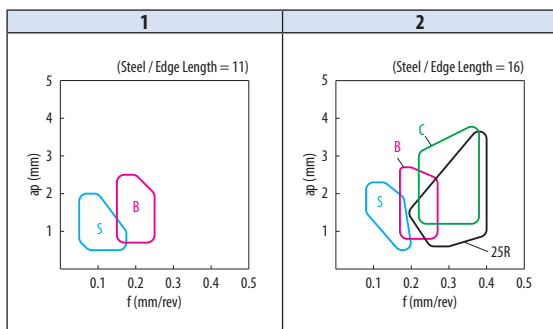 1
2
(Steel / Edge Length = 11)
5
4
3
2
1
ap (mm)
S
B
0.1 0.2 0.3 0.4 0.5
f (mm/rev)
(Steel / Edge Length = 16)
5
4
3
2
1
ap (mm)
C
B
S
25R
0.1 0.2 0.3 0.4 0.5
f (mm/rev)